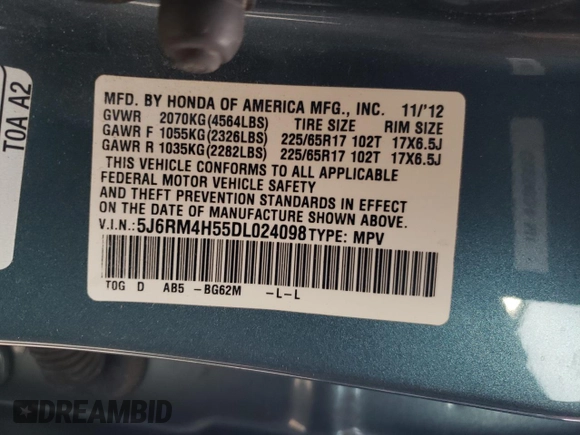 MFD. BY HONDA OF AMERICA MFG., INC. 11/'12
GVWR 2070KG(4564LBS) TIRE SIZE RIM SIZE
GAWR F 1055KG(2326LBS) 225/65R17 102T 17X6.5J
GAWR R 1035KG(2282LBS) 225/65R17 102T 17X6.5J
THIS VEHICLE CONFORMS TO ALL APPLICABLE
FEDERAL MOTOR VEHICLE SAFETY
AND THEFT PREVENTION STANDARDS IN EFFECT
ON THE DATE OF MANUFACTURE SHOWN ABOVE.
V.I.N.: 5J6RM4H55DL024098 TYPE: MPV
TOG D AB5 -BG62M -L-L
TOA A2
DREAMBID